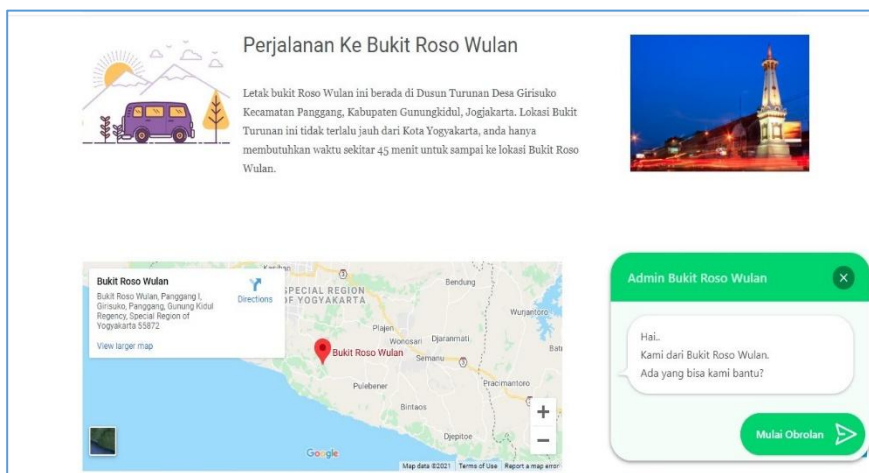 Perjalanan Ke Bukit Roso Wulan
Letak bukit Roso Wulan ini berada di Dusun Turunan Desa Girisuko
Kecamatan Panggang, Kabupaten Gunungkidul, Jogjakarta. Lokasi Bukit
Turunan ini tidak terlalu jauh dari Kota Yogyakarta, anda hanya
membutuhkan waktu sekitar 45 menit untuk sampai ke lokasi Bukit Roso
Wulan.
Bukit Roso Wulan
Bukit Roso Wulan, Panggang I,
Girisuko, Panggang, Gunung Kidul
Regency, Special Region of
Yogyakarta 55872
View larger map
Directions
SPECIAL REGION
OF YOGYAKARTA
Bendung
Wuryantoro
Plajen
Wonosari
Djaranmati
Bukit Roso Wulan
Semanu
Pulebener
Pracimantoro
Bintaos
Djepitoe
Google
Map data ©2021
Terms of Use
Report a map error
Admin Bukit Roso Wulan
Hai..
Kami dari Bukit Roso Wulan.
Ada yang bisa kami bantu?
Mulai Obrolan